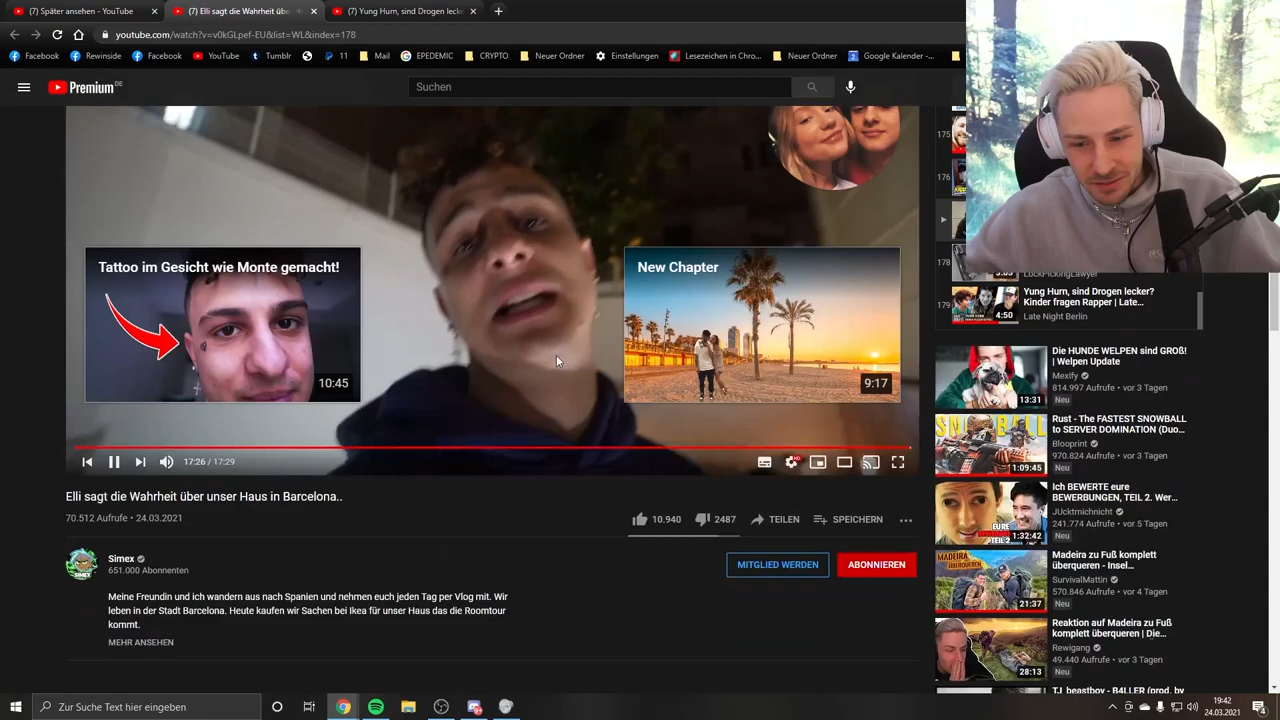 (7) Später ansehen - YouTube
(7) Elli sagt die Wahrheit übe
(7) Yung Hurn, sind Drogen lecke
youtube.com/watch?v=v0kGLpef-EU&list=WL&index=178
Facebook
Rewinside
Facebook
YouTube
Tumblr
SB
11
Mail
EPEDEMIC
CRYPTO
Neuer Ordner
Einstellungen
Lesezeichen in Chro...
Neuer Ordner
Google Kalender -...
Premium DE
Suchen
175
176
178
179
Tattoo im Gesicht wie Monte gemacht!
10:45
New Chapter
9:17
17:26 / 17:29
HD
LockPickingLawyer
Yung Hurn, sind Drogen lecker?
Kinder fragen Rapper | Late...
Late Night Berlin
4:50
Elli sagt die Wahrheit über unser Haus in Barcelona..
70.512 Aufrufe • 24.03.2021
10.940
2487
TEILEN
SPEICHERN
Simex
651.000 Abonnenten
MITGLIED WERDEN
ABONNIEREN
Meine Freundin und ich wandern aus nach Spanien und nehmen euch jeden Tag per Vlog mit. Wir
leben in der Stadt Barcelona. Heute kaufen wir Sachen bei Ikea für unser Haus das die Roomtour
kommt.
MEHR ANSEHEN
Die HUNDE WELPEN sind GROß!
| Welpen Update
Mexify
814.997 Aufrufe • vor 3 Tagen
Neu
13:31
Rust - The FASTEST SNOWBALL
to SERVER DOMINATION (Duo...
Blooprint
970.824 Aufrufe • vor 3 Tagen
Neu
1:09:45
Ich BEWERTE eure
BEWERBUNGEN, TEIL 2. Wer...
JUcktmichnicht
241.774 Aufrufe • vor 5 Tagen
Neu
EURE
1:32:42
Madeira zu Fuß komplett
überqueren - Insel...
SurvivalMattin
570.846 Aufrufe • vor 4 Tagen
Neu
MADEIRA
ÜBERQUEREN
21:37
Reaktion auf Madeira zu Fuß
komplett überqueren | Die...
Rewigang
49.440 Aufrufe • vor 3 Tagen
Neu
28:13
TJ_beastboy - B4LLER (prod. by
Zur Suche Text hier eingeben
19:42
24.03.2021
4